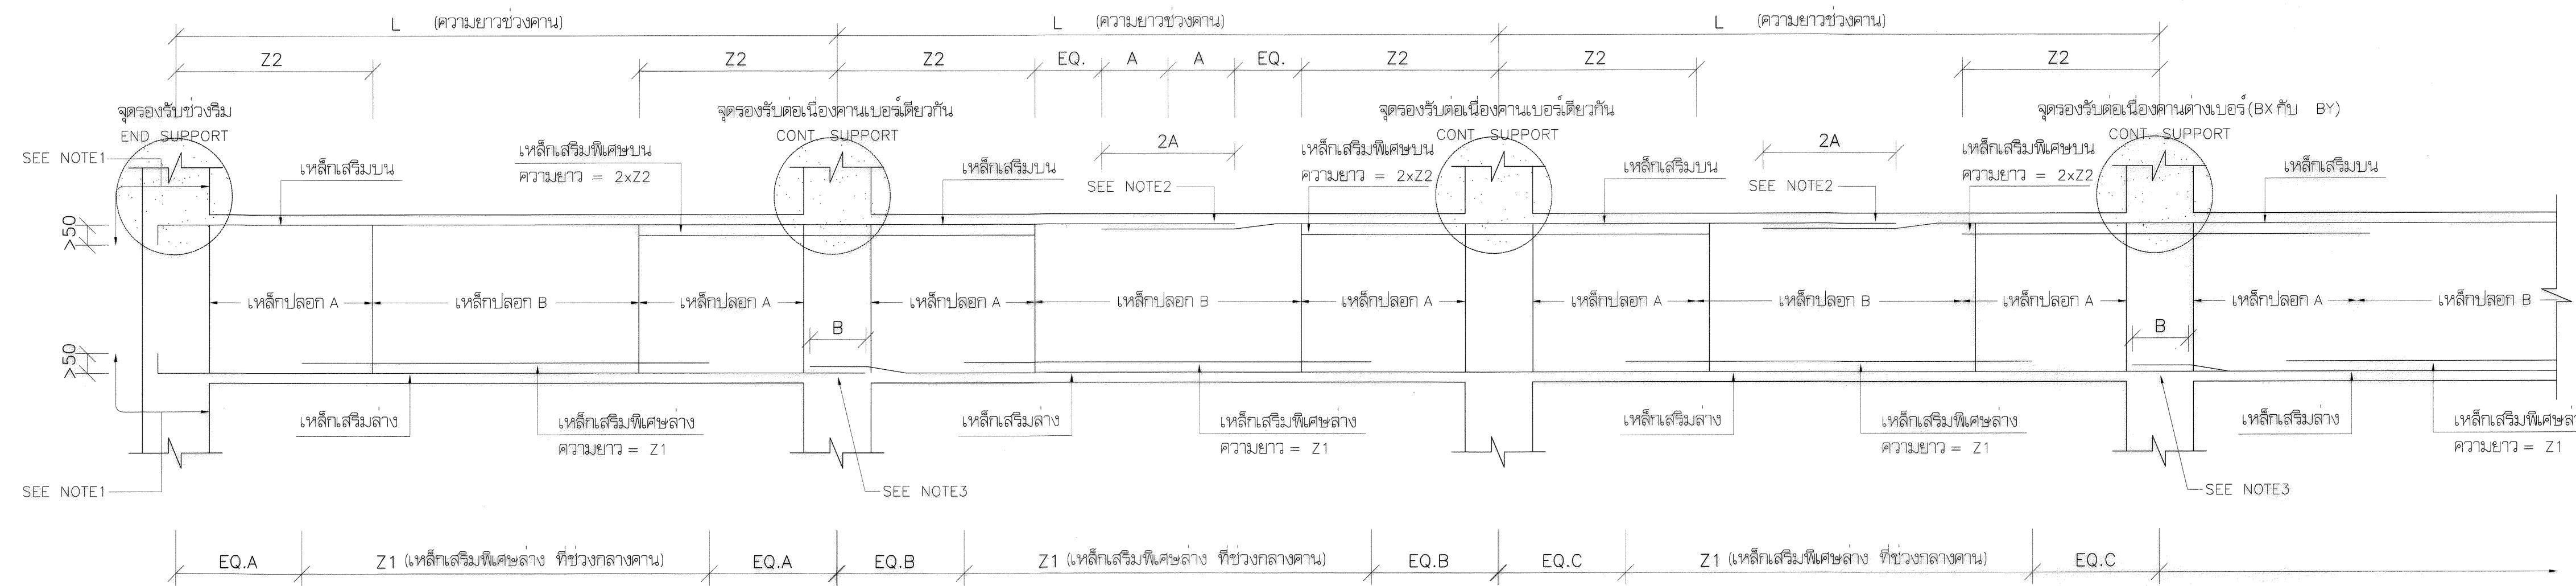 L (ความยาวช่วงคาน) L (ความยาวช่วงคาน) L (ความยาวช่วงคาน)
Z2 Z2 Z2 EQ. A A EQ. Z2 Z2 Z2
จุดรองรับช่วงริม จุดรองรับต่อเนื่องคานเบอร์เดียวกัน จุดรองรับต่อเนื่องคานเบอร์เดียวกัน จุดรองรับต่อเนื่องคานต่างเบอร์(BX กับ BY)
END SUPPORT CONT. SUPPORT CONT. SUPPORT CONT. SUPPORT
2A 2A
SEE NOTE1 เหล็กเสริมพิเศษบน เหล็กเสริมพิเศษบน เหล็กเสริมพิเศษบน
เหล็กเสริมบน ความยาว = 2xZ2 เหล็กเสริมบน ความยาว = 2xZ2 เหล็กเสริมบน ความยาว = 2xZ2 เหล็กเสริมบน
SEE NOTE2 SEE NOTE2
>50
เหล็กปลอก A เหล็กปลอก B เหล็กปลอก A เหล็กปลอก A เหล็กปลอก B เหล็กปลอก A เหล็กปลอก A เหล็กปลอก B เหล็กปลอก A เหล็กปลอก A เหล็กปลอก B
B B
>50
เหล็กเสริมล่าง เหล็กเสริมพิเศษล่าง เหล็กเสริมล่าง เหล็กเสริมพิเศษล่าง เหล็กเสริมล่าง เหล็กเสริมพิเศษล่าง เหล็กเสริมล่าง เหล็กเสริมพิเศษล่า
ความยาว = Z1 ความยาว = Z1 ความยาว = Z1 ความยาว = Z1
SEE NOTE1 SEE NOTE3 SEE NOTE3
EQ.A Z1 (เหล็กเสริมพิเศษล่าง ที่ช่วงกลางคาน) EQ.A EQ.B Z1 (เหล็กเสริมพิเศษล่าง ที่ช่วงกลางคาน) EQ.B EQ.C Z1 (เหล็กเสริมพิเศษล่าง ที่ช่วงกลางคาน) EQ.C